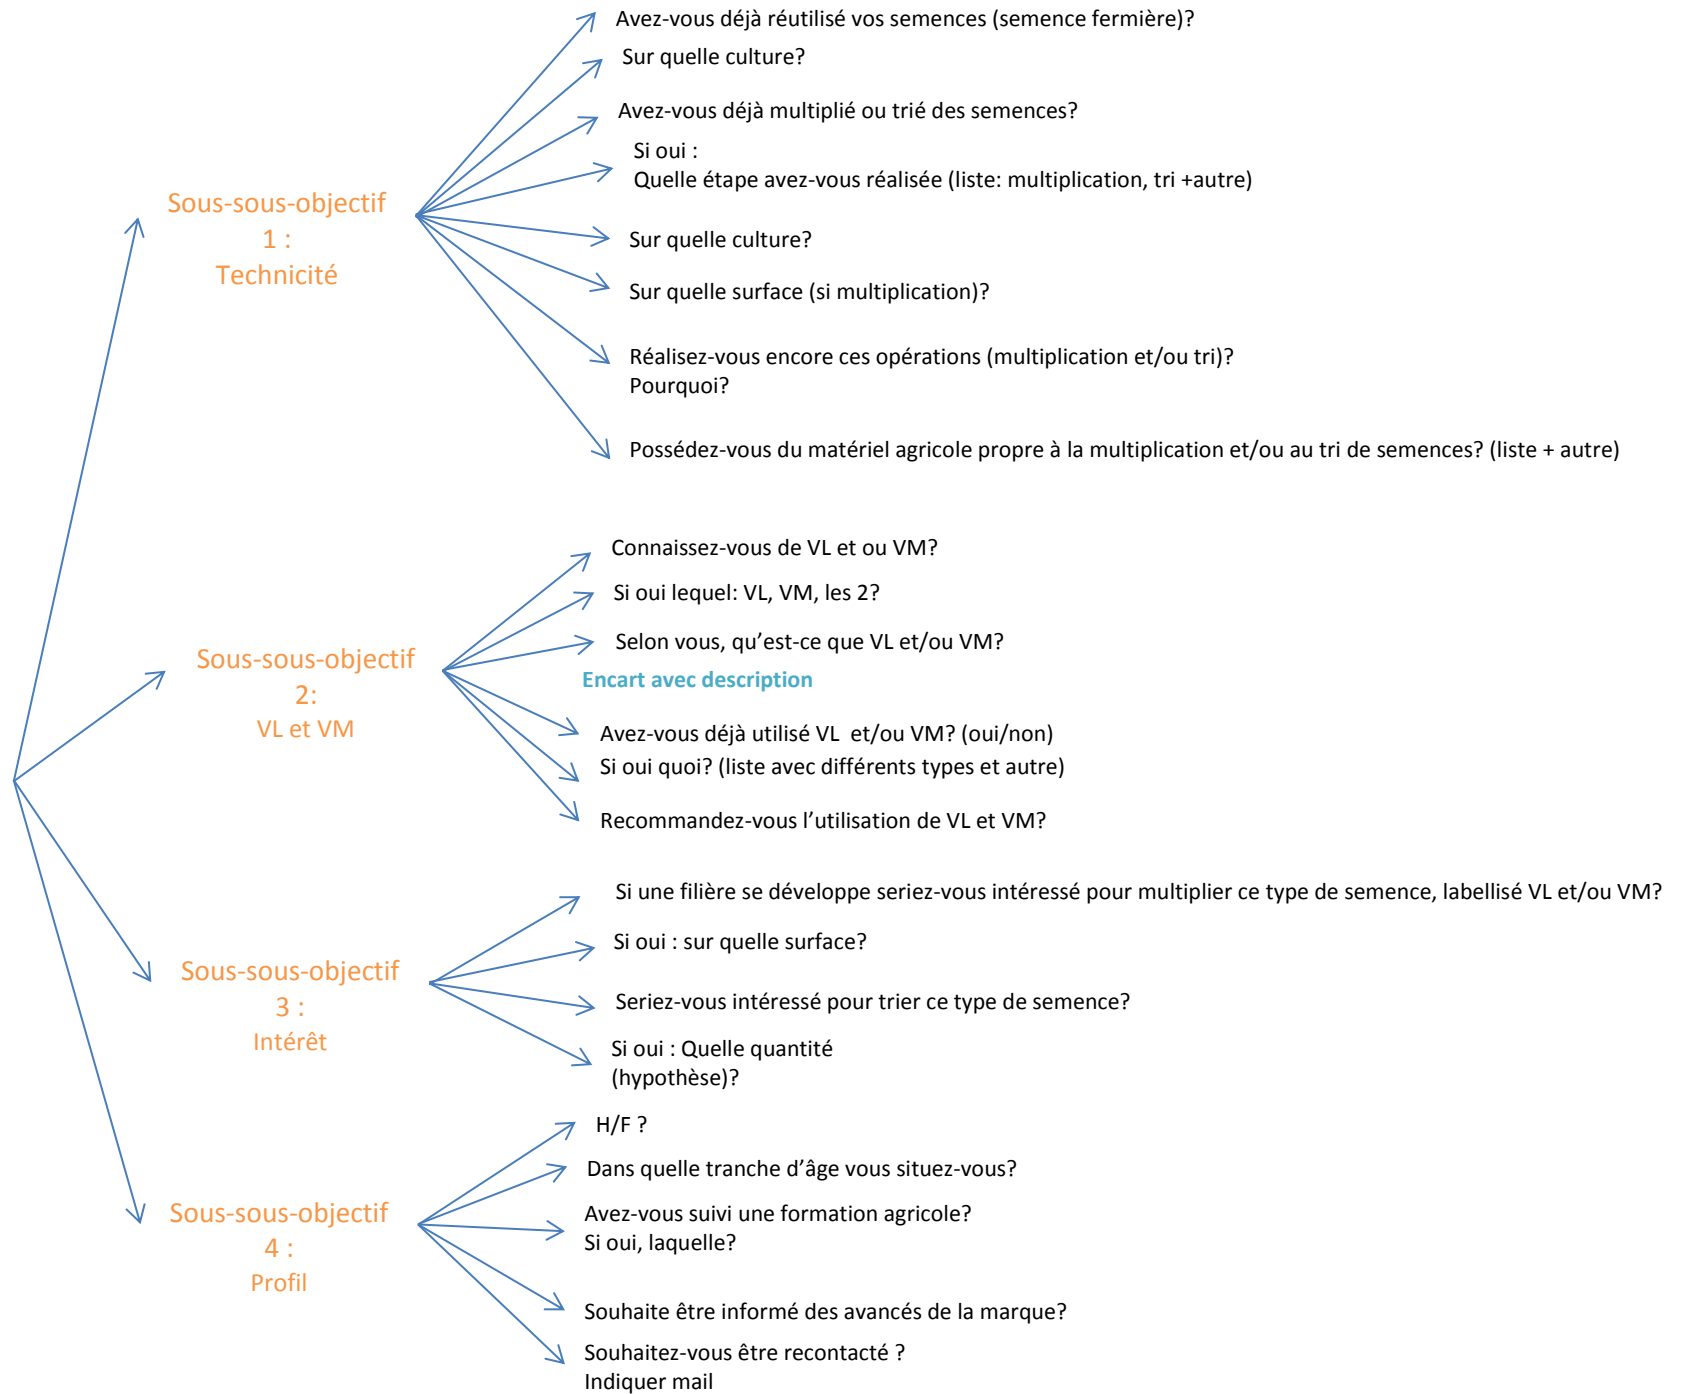 Avez-vous déjà réutilisé vos semences (semence fermière)?
Sur quelle culture?
Avez-vous déjà multiplié ou trié des semences?
Si oui :
Quelle étape avez-vous réalisée (liste: multiplication, tri +autre)
Sous-sous-objectif
1 :
Technicité
Sur quelle culture?
Sur quelle surface (si multiplication)?
Réalisez-vous encore ces opérations (multiplication et/ou tri)?
Pourquoi?
Possédez-vous du matériel agricole propre à la multiplication et/ou au tri de semences? (liste + autre)
Connaissez-vous de VL et ou VM?
Si oui lequel: VL, VM, les 2?
Selon vous, qu’est-ce que VL et/ou VM?
Sous-sous-objectif
2:
VL et VM
Encart avec description
Avez-vous déjà utilisé VL  et/ou VM? (oui/non)
Si oui quoi? (liste avec différents types et autre)
Recommandez-vous l’utilisation de VL et VM?
Si une filière se développe seriez-vous intéressé pour multiplier ce type de semence, labellisé VL et/ou VM?
Si oui : sur quelle surface?
Sous-sous-objectif
3 :
Intérêt
Seriez-vous intéressé pour trier ce type de semence?
Si oui : Quelle quantité
(hypothèse)?
H/F ?
Dans quelle tranche d’âge vous situez-vous?
Avez-vous suivi une formation agricole?
Si oui, laquelle?
Sous-sous-objectif
4 :
Profil
Souhaite être informé des avancés de la marque?
Souhaitez-vous être recontacté ?
Indiquer mail